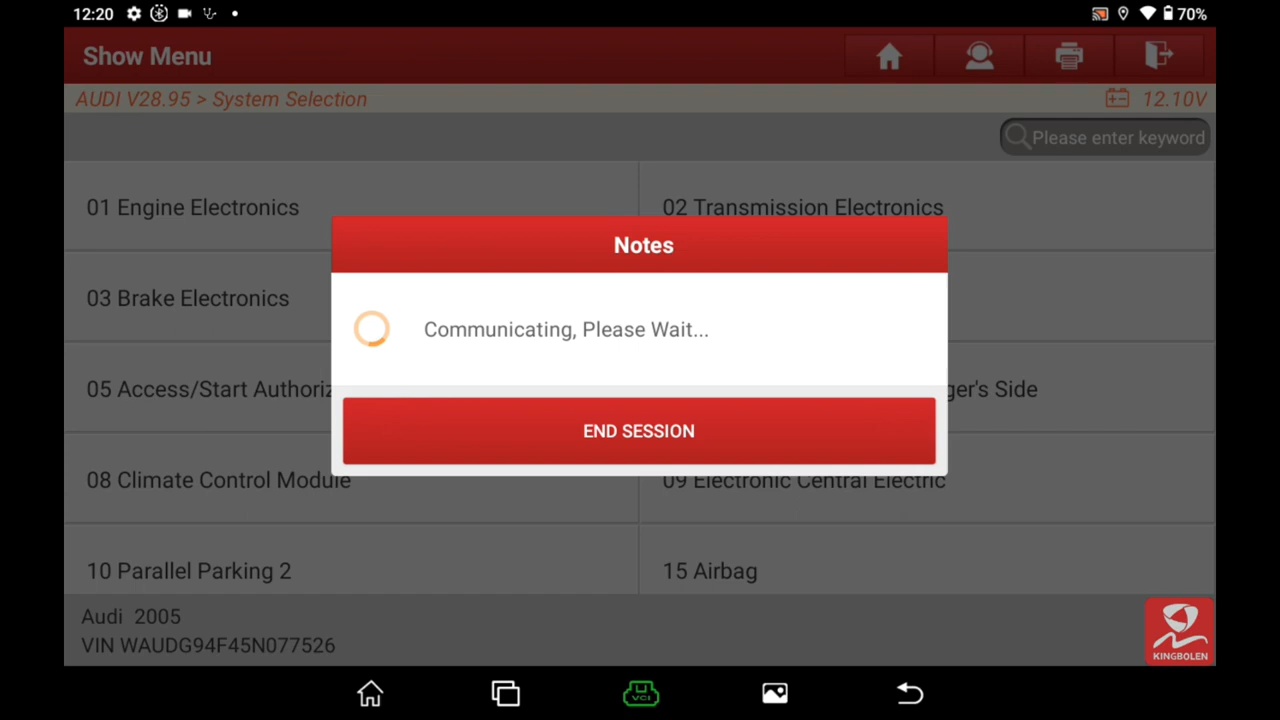 12:20
70%
Show Menu
AUDI V28.95 > System Selection
12.10V
Please enter keyword
01 Engine Electronics
02 Transmission Electronics
Notes
03 Brake Electronics
Communicating, Please Wait...
05 Access/Start Authoriz
ger's Side
END SESSION
08 Climate Control Module
09 Electronic Central Electric
10 Parallel Parking 2
15 Airbag
Audi 2005
VIN WAUDG94F45N077526
KINGBOLEN
VCI